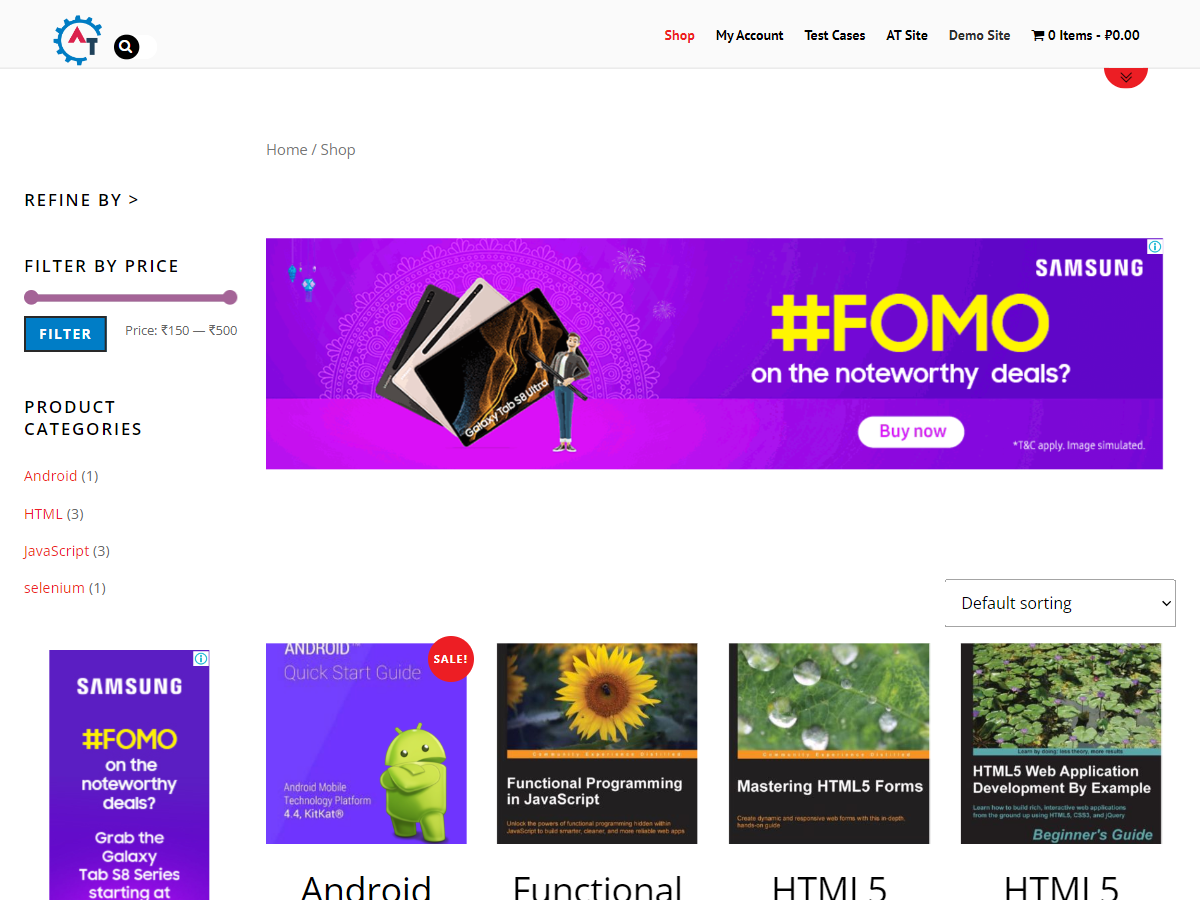 AT
Shop
My Account
Test Cases
AT Site
Demo Site
0 Items - ₽0.00
Home / Shop
REFINE BY >
FILTER BY PRICE
FILTER
Price: ₹150 — ₹500
PRODUCT
CATEGORIES
Android (1)
HTML (3)
JavaScript (3)
selenium (1)
SAMSUNG
#FOMO
on the
noteworthy
deals?
Grab the
Galaxy
Tab S8 Series
starting at
SAMSUNG
#FOMO
on the noteworthy deals?
Galaxy Tab S8 Ultra
Buy now
*T&C apply. Image simulated.
Default sorting
ANDROID™
Quick Start Guide
SALE!
Android Mobile
Technology Platform
4.4, KitKat®
Android
Community Experience Distilled
Functional Programming
in JavaScript
Unlock the powers of functional programming hidden within
JavaScript to build smarter, cleaner, and more reliable web apps
Functional
Community Experience Distilled
Mastering HTML5 Forms
Create dynamic and responsive web forms with this in-depth,
hands-on guide
HTML5
Learn by doing: less theory, more results
HTML5 Web Application
Development By Example
Learn how to build rich, interactive web applications
from the ground up using HTML5, CSS3, and jQuery
Beginner's Guide
HTML5